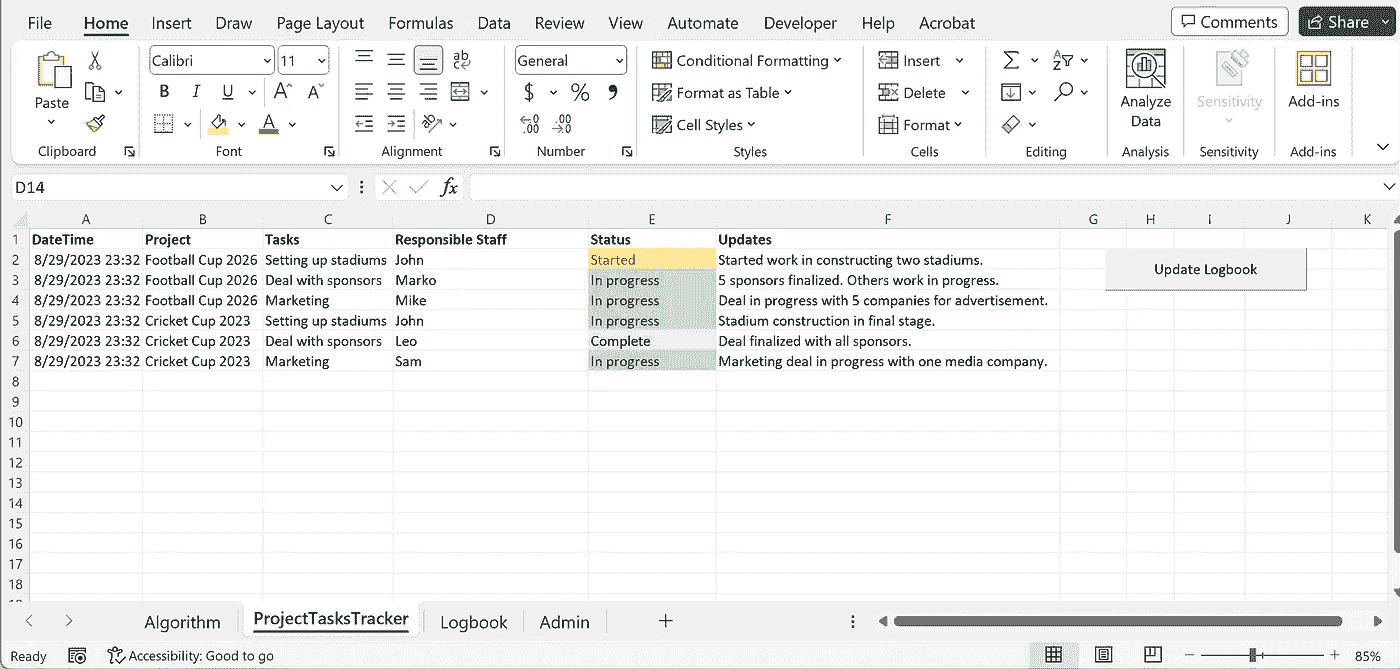 File Home Insert Draw Page Layout Formulas Data Review View Automate Developer Help Acrobat Comments Share
Calibri 11 General Conditional Formatting Insert
Paste B I U A A $ % Format as Table Delete Analyze Data Sensitivity Add-ins
A Cell Styles Format
Clipboard Font Alignment Number Styles Cells Editing Analysis Sensitivity Add-ins
D14 fx
A B C D E F G H I J K
1 DateTime Project Tasks Responsible Staff Status Updates
2 8/29/2023 23:32 Football Cup 2026 Setting up stadiums John Started Started work in constructing two stadiums. Update Logbook
3 8/29/2023 23:32 Football Cup 2026 Deal with sponsors Marko In progress 5 sponsors finalized. Others work in progress.
4 8/29/2023 23:32 Football Cup 2026 Marketing Mike In progress Deal in progress with 5 companies for advertisement.
5 8/29/2023 23:32 Cricket Cup 2023 Setting up stadiums John In progress Stadium construction in final stage.
6 8/29/2023 23:32 Cricket Cup 2023 Deal with sponsors Leo Complete Deal finalized with all sponsors.
7 8/29/2023 23:32 Cricket Cup 2023 Marketing Sam In progress Marketing deal in progress with one media company.
8
9
10
11
12
13
14
15
16
17
18
Algorithm ProjectTasksTracker Logbook Admin +
Ready Accessibility: Good to go 85%